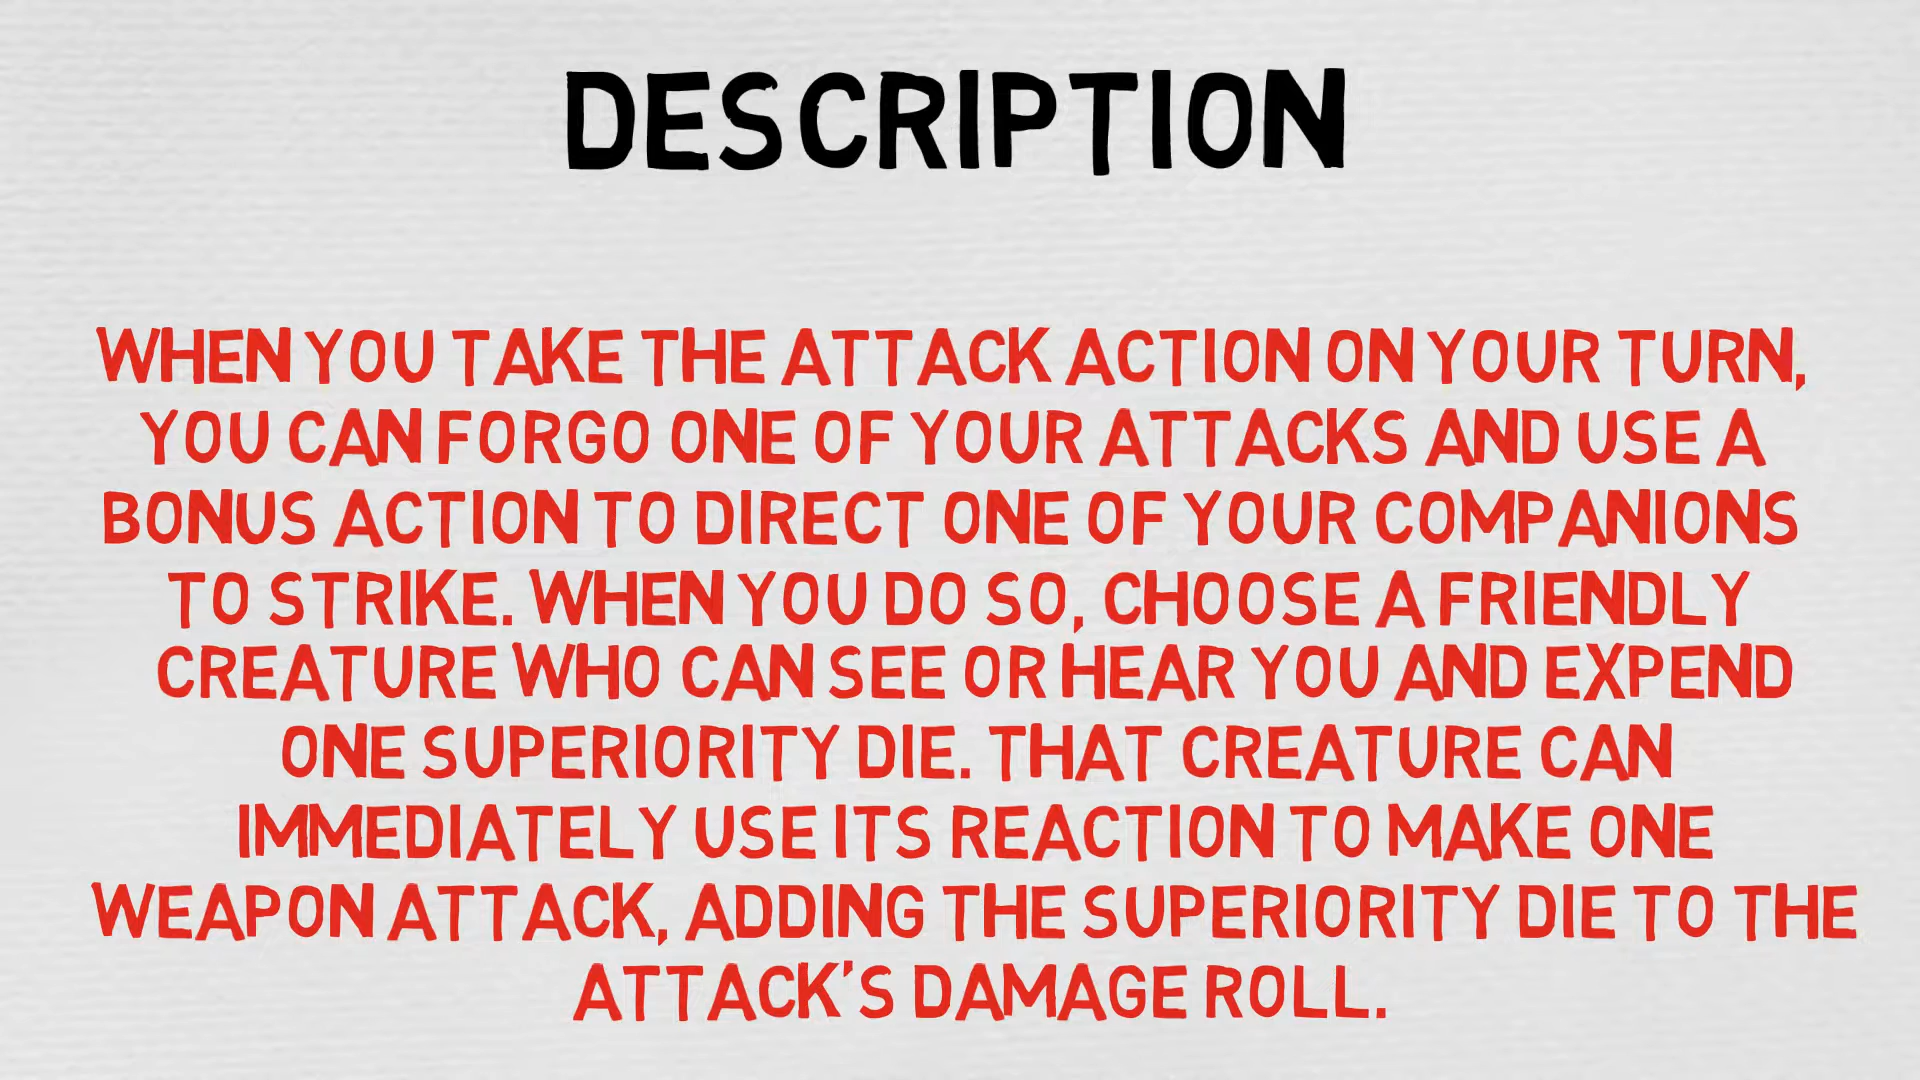 DESCRIPTION
WHEN YOU TAKE THE ATTACK ACTION ON YOUR TURN,
YOU CAN FORGO ONE OF YOUR ATTACKS AND USE A
BONUS ACTION TO DIRECT ONE OF YOUR COMPANIONS
TO STRIKE. WHEN YOU DO SO, CHOOSE A FRIENDLY
CREATURE WHO CAN SEE OR HEAR YOU AND EXPEND
ONE SUPERIORITY DIE. THAT CREATURE CAN
IMMEDIATELY USE ITS REACTION TO MAKE ONE
WEAPON ATTACK, ADDING THE SUPERIORITY DIE TO THE
ATTACK'S DAMAGE ROLL.